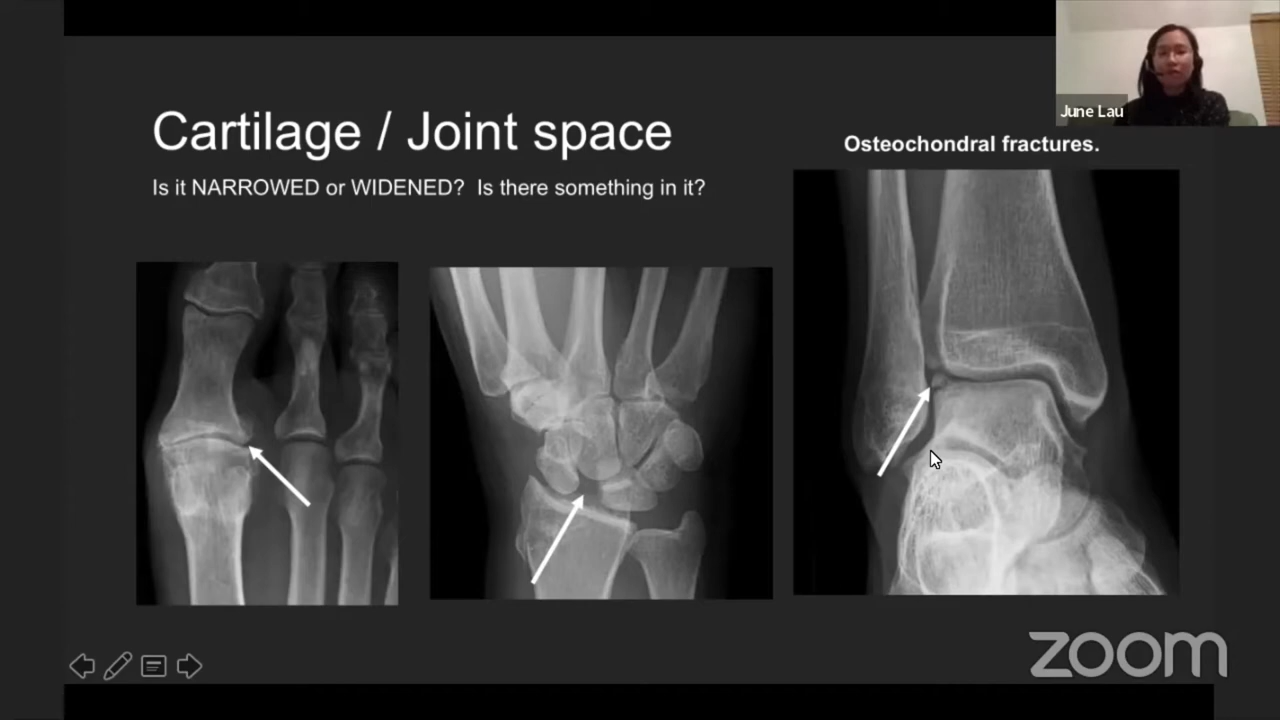 June Lau
Cartilage / Joint space
Osteochondral fractures.
Is it NARROWED or WIDENED? Is there something in it?
zoom